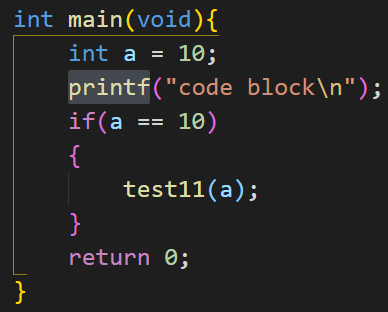 int main(void){
    int a = 10;
    printf("code block\n");
    if(a == 10)
    {
        test11(a);
    }
    return 0;
}